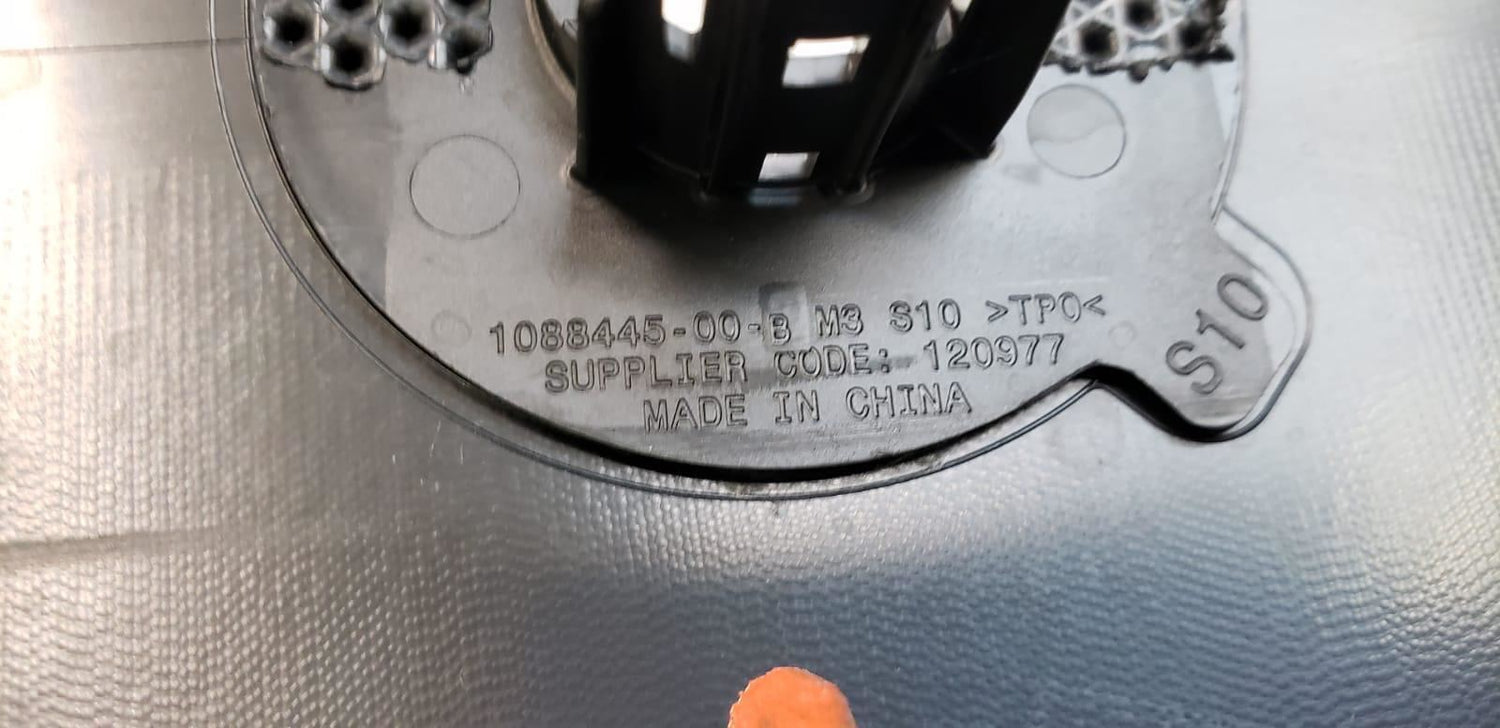 1088445-00-B M3 S10 >TPO<
SUPPLIER CODE: 120977
MADE IN CHINA
S10